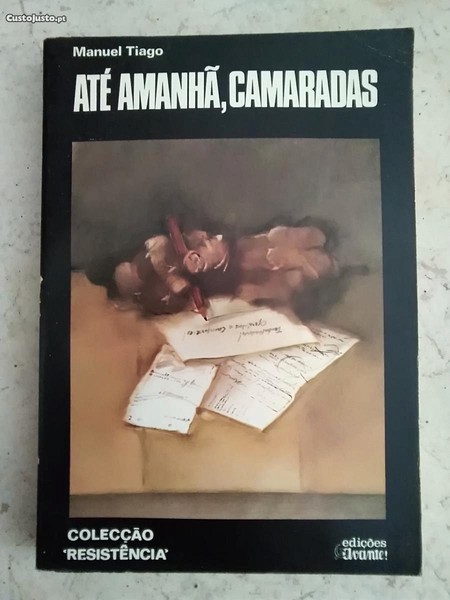 CustoJusto.pt
Manuel Tiago
ATÉ AMANHÃ, CAMARADAS
COLECÇÃO
'RESISTÊNCIA'
edições
Avante!